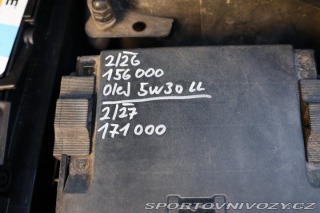 2/26
156 000
OlEJ 5W30 LL
2/27
171 000
SPORTOVNIVOZY.CZ